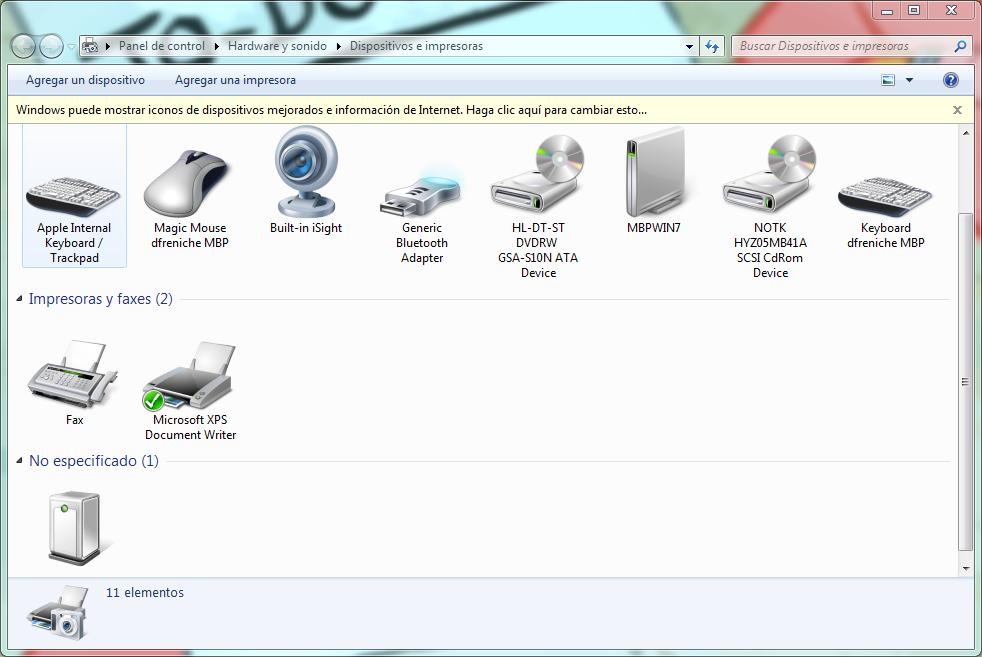 To-Do
Panel de control
Hardware y sonido
Dispositivos e impresoras
Buscar Dispositivos e impresoras
Agregar un dispositivo
Agregar una impresora
Windows puede mostrar iconos de dispositivos mejorados e información de Internet. Haga clic aquí para cambiar esto...
Apple Internal
Keyboard /
Trackpad
Magic Mouse
dfreniche MBP
Built-in iSight
Generic
Bluetooth
Adapter
HL-DT-ST
DVDRW
GSA-S10N ATA
Device
MBPWIN7
NOTK
HYZ05MB41A
SCSI CdRom
Device
Keyboard
dfreniche MBP
Impresoras y faxes (2)
Fax
Microsoft XPS
Document Writer
No especificado (1)
11 elementos